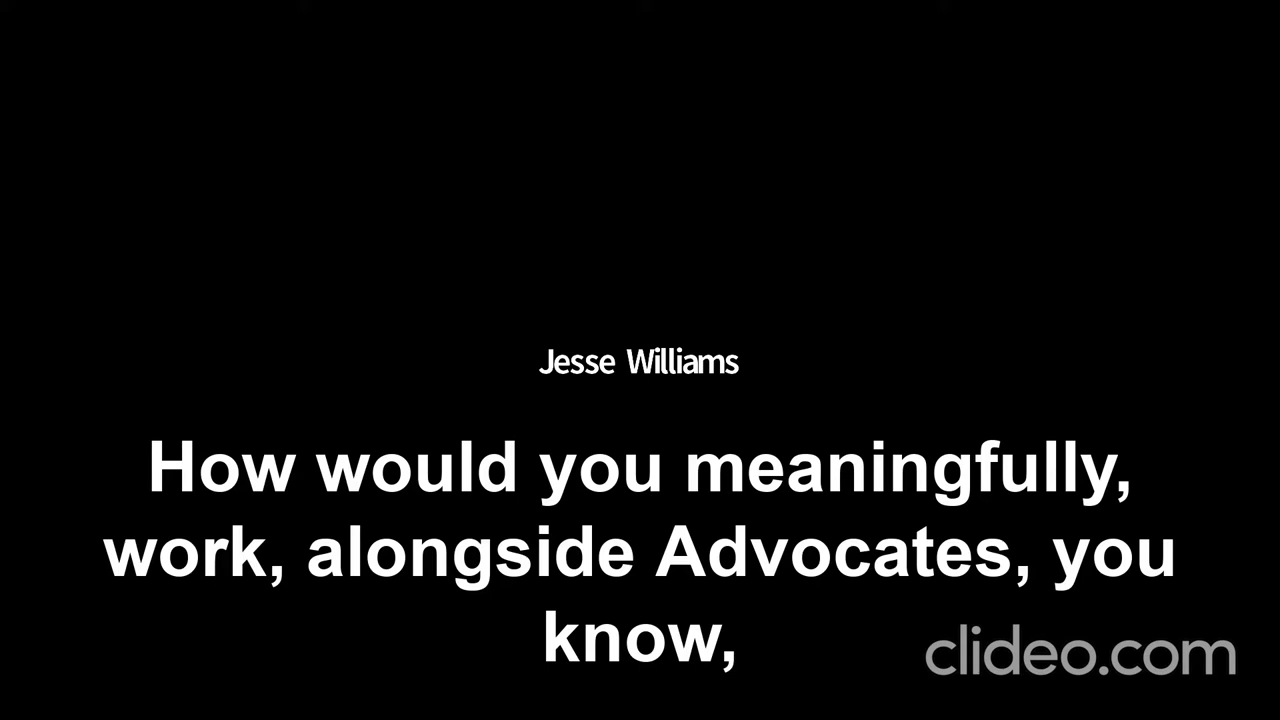 Jesse Williams
How would you meaningfully,
work, alongside Advocates, you
know,
clideo.com